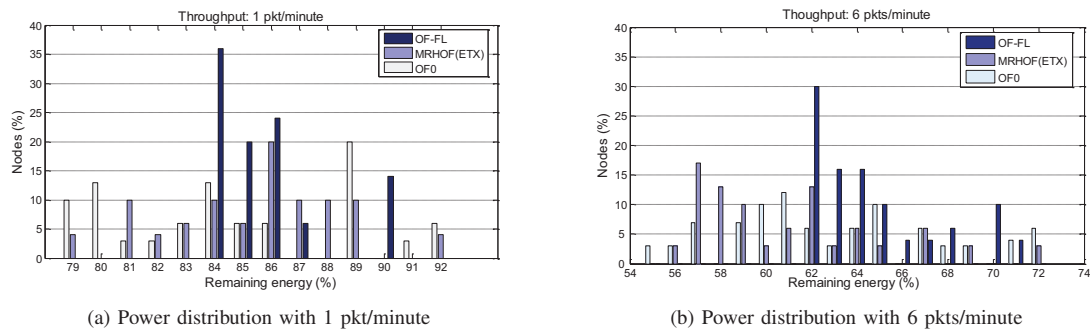 Throughput: 1 pkt/minute
40
35
30
25
20
15
10
5
0
Nodes (%)
OF-FL
MRHOF(ETX)
OF0
79 80 81 82 83 84 85 86 87 88 89 90 91 92
Remaining energy (%)
(a) Power distribution with 1 pkt/minute
Thoughput: 6 pkts/minute
40
35
30
25
20
15
10
5
0
Nodes (%)
OF-FL
MRHOF(ETX)
OF0
54 56 58 60 62 64 66 68 70 72 74
Remaining energy (%)
(b) Power distribution with 6 pkts/minute